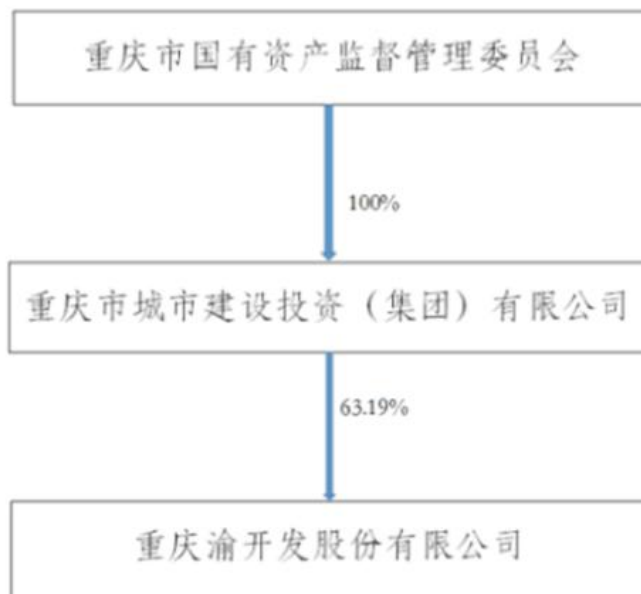 重庆市国有资产监督管理委员会
100%
重庆市城市建设投资（集团）有限公司
63.19%
重庆渝开发股份有限公司